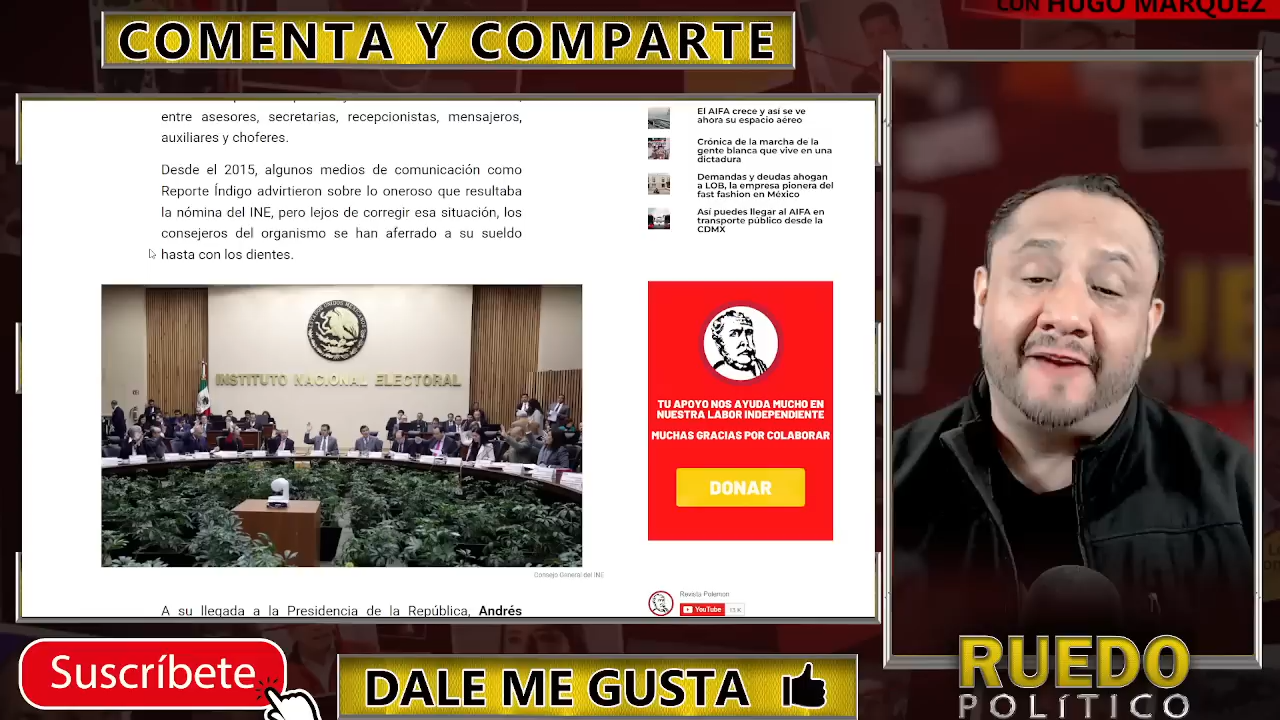 CON HUGO MÁRQUEZ
COMENTA Y COMPARTE
entre asesores, secretarias, recepcionistas, mensajeros,
auxiliares y choferes.
Desde el 2015, algunos medios de comunicación como
Reporte Índigo advirtieron sobre lo oneroso que resultaba
la nómina del INE, pero lejos de corregir esa situación, los
consejeros del organismo se han aferrado a su sueldo
hasta con los dientes.
INSTITUTO NACIONAL ELECTORAL
Consejo General del INE
A su llegada a la Presidencia de la República, Andrés
El AIFA crece y así se ve
ahora su espacio aéreo
Crónica de la marcha de la
gente blanca que vive en una
dictadura
Demandas y deudas ahogan
a LOB, la empresa pionera del
fast fashion en México
Así puedes llegar al AIFA en
transporte público desde la
CDMX
TU APOYO NOS AYUDA MUCHO EN
NUESTRA LABOR INDEPENDIENTE
MUCHAS GRACIAS POR COLABORAR
DONAR
Revista Polemon
YouTube
Suscríbete
DALE ME GUSTA
RUEDO
POLÍTICO